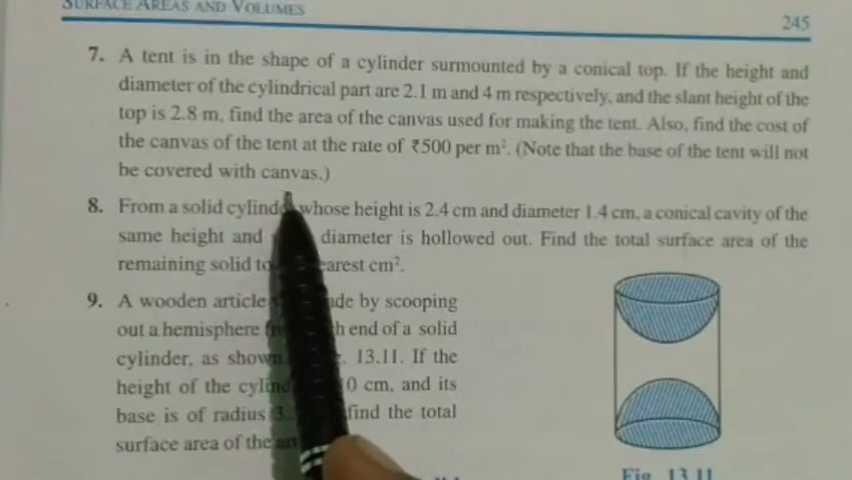 SURFACE AREAS AND VOLUMES
245
7. A tent is in the shape of a cylinder surmounted by a conical top. If the height and
diameter of the cylindrical part are 2.1 m and 4 m respectively, and the slant height of the
top is 2.8 m, find the area of the canvas used for making the tent. Also, find the cost of
the canvas of the tent at the rate of ₹500 per m². (Note that the base of the tent will not
be covered with canvas.)
8. From a solid whose height is 2.4 cm and diameter 1.4 cm, a conical cavity of the
same height and diameter is hollowed out. Find the total surface area of the
remaining solid to cm².
9. A wooden article by scooping
out a hemisphere end of a solid
cylinder, as 13.11. If the
height of the cm, and its
base is of radius find the total
surface area of the
Fig. 13.11